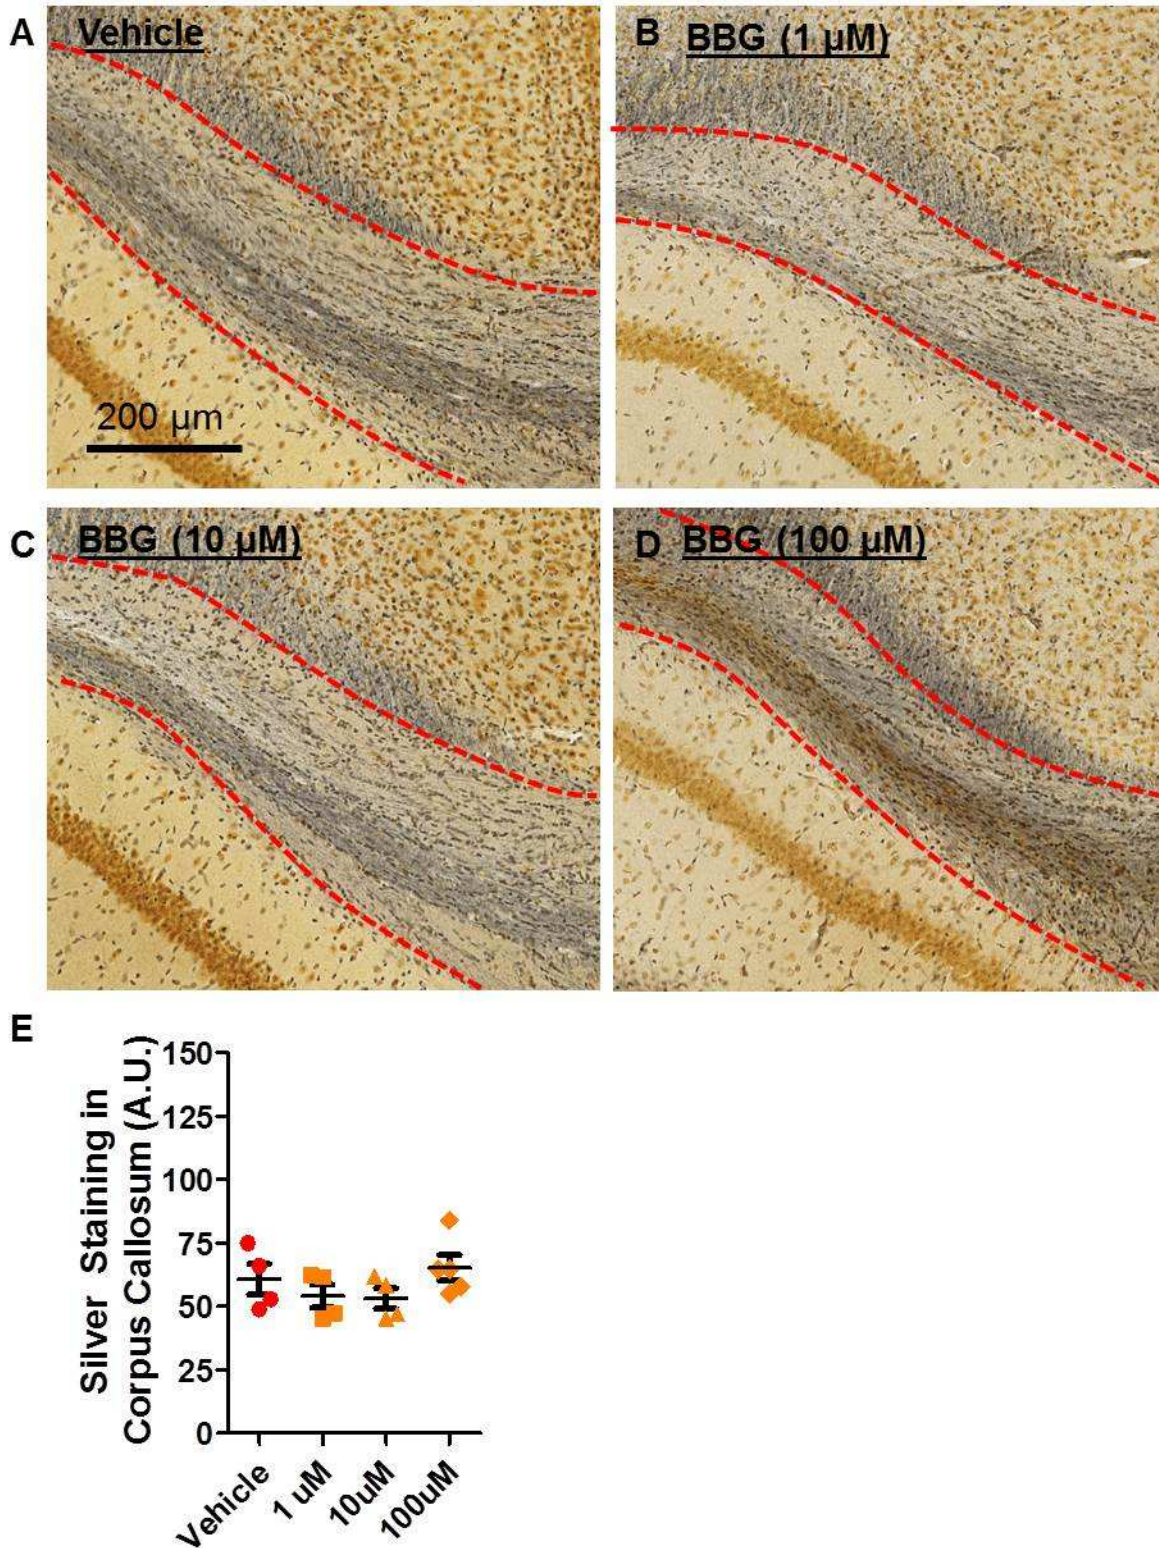 A Vehicle
B BBG (1 µM)
200 µm
C BBG (10 µM)
D BBG (100 µM)
E
Silver Staining in
Corpus Callosum (A.U.)
150
125
100
75
50
25
0
Vehicle
1 uM
10uM
100uM